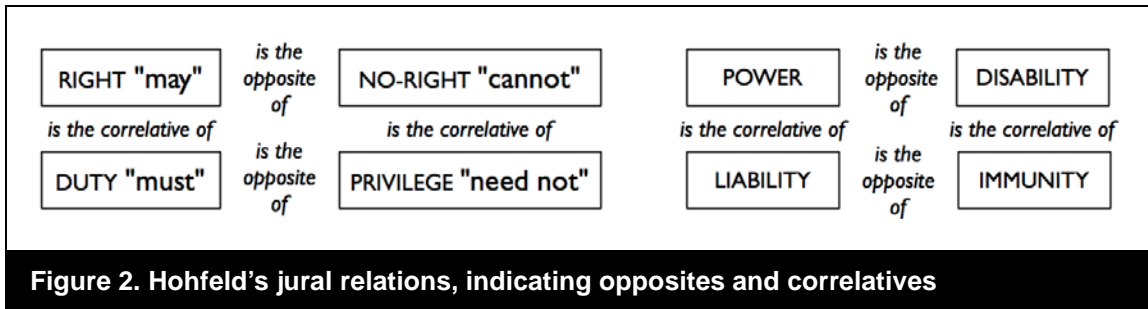 RIGHT "may"
is the
opposite
of
NO-RIGHT "cannot"
is the correlative of
is the correlative of
DUTY "must"
is the
opposite
of
PRIVILEGE "need not"
POWER
is the
opposite
of
DISABILITY
is the correlative of
is the correlative of
LIABILITY
is the
opposite
of
IMMUNITY
Figure 2. Hohfeld's jural relations, indicating opposites and correlatives